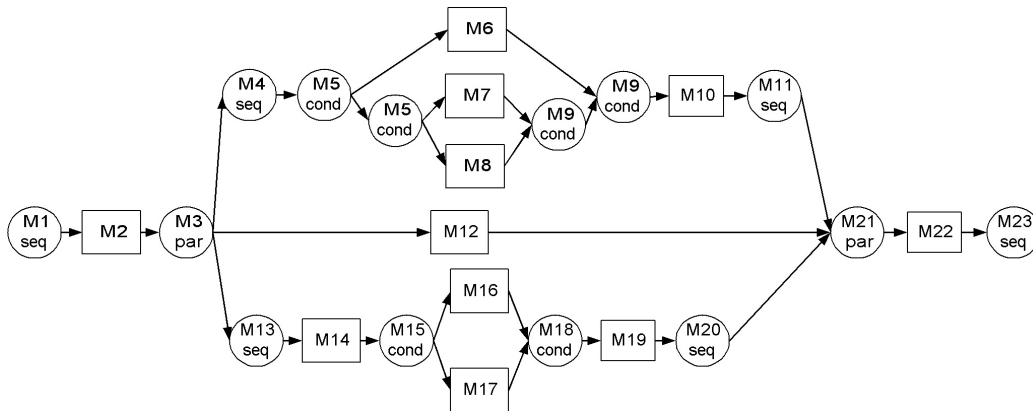 M6
M4
seq
M5
cond
M7
M9
cond
M10
M11
seq
M5
cond
M9
cond
M8
M1
seq
M2
M3
par
M12
M21
par
M22
M23
seq
M16
M13
seq
M14
M15
cond
M18
cond
M19
M20
seq
M17